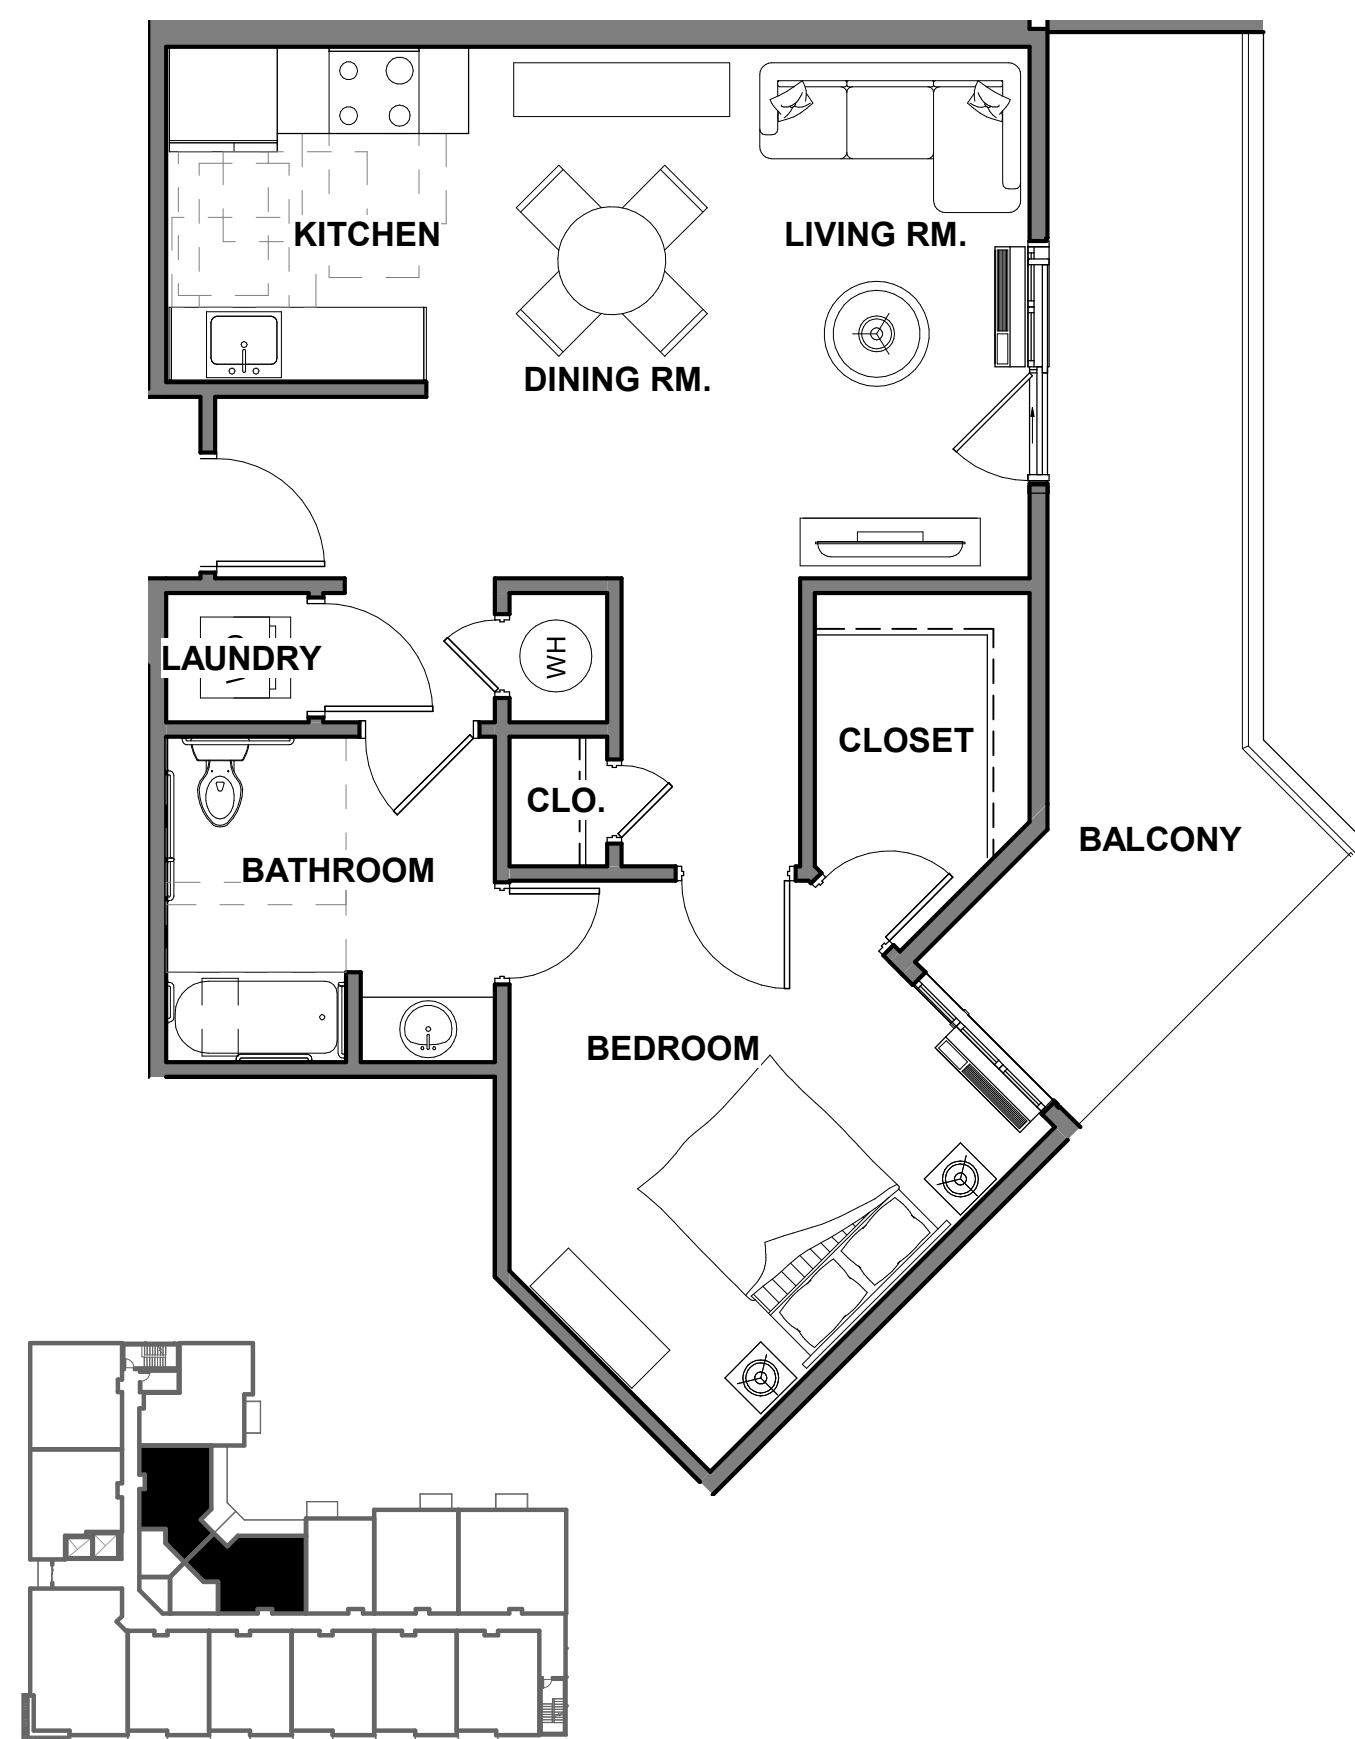 KITCHEN
LIVING RM.
DINING RM.
WH
LAUNDRY
CLOSET
CLO.
BALCONY
BATHROOM
BEDROOM